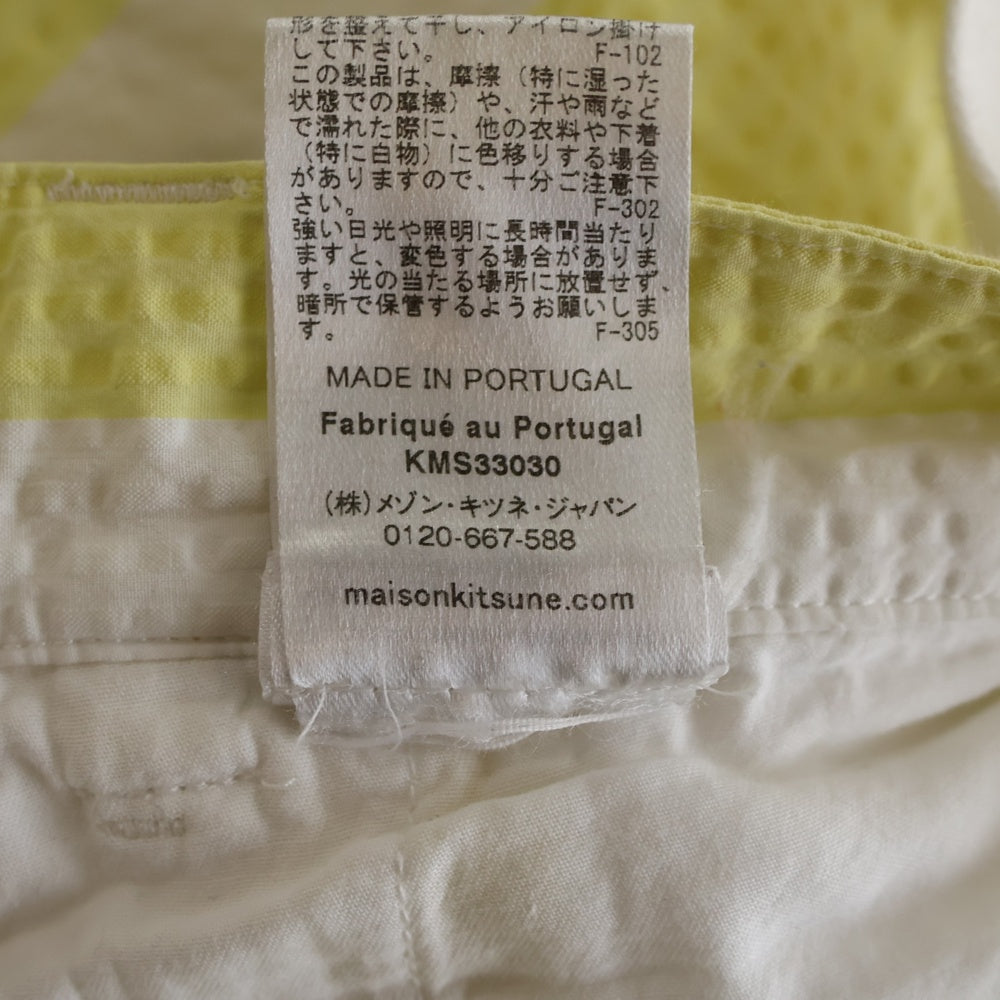 形を整えて干し、アイロン掛け
して下さい。 F-102
この製品は、摩擦（特に湿った
状態での摩擦）や、汗や雨など
で濡れた際に、他の衣料や下着
（特に白物）に色移りする場合
がありますので、十分ご注意下
さい。 F-302
強い日光や照明に長時間当たり
ますと、変色する場合がありま
す。光の当たる場所に放置せず、
暗所で保管するようお願いしま
す。 F-305
MADE IN PORTUGAL
Fabriqué au Portugal
KMS33030
（株）メゾン・キツネ・ジャパン
0120-667-588
maisonkitsune.com